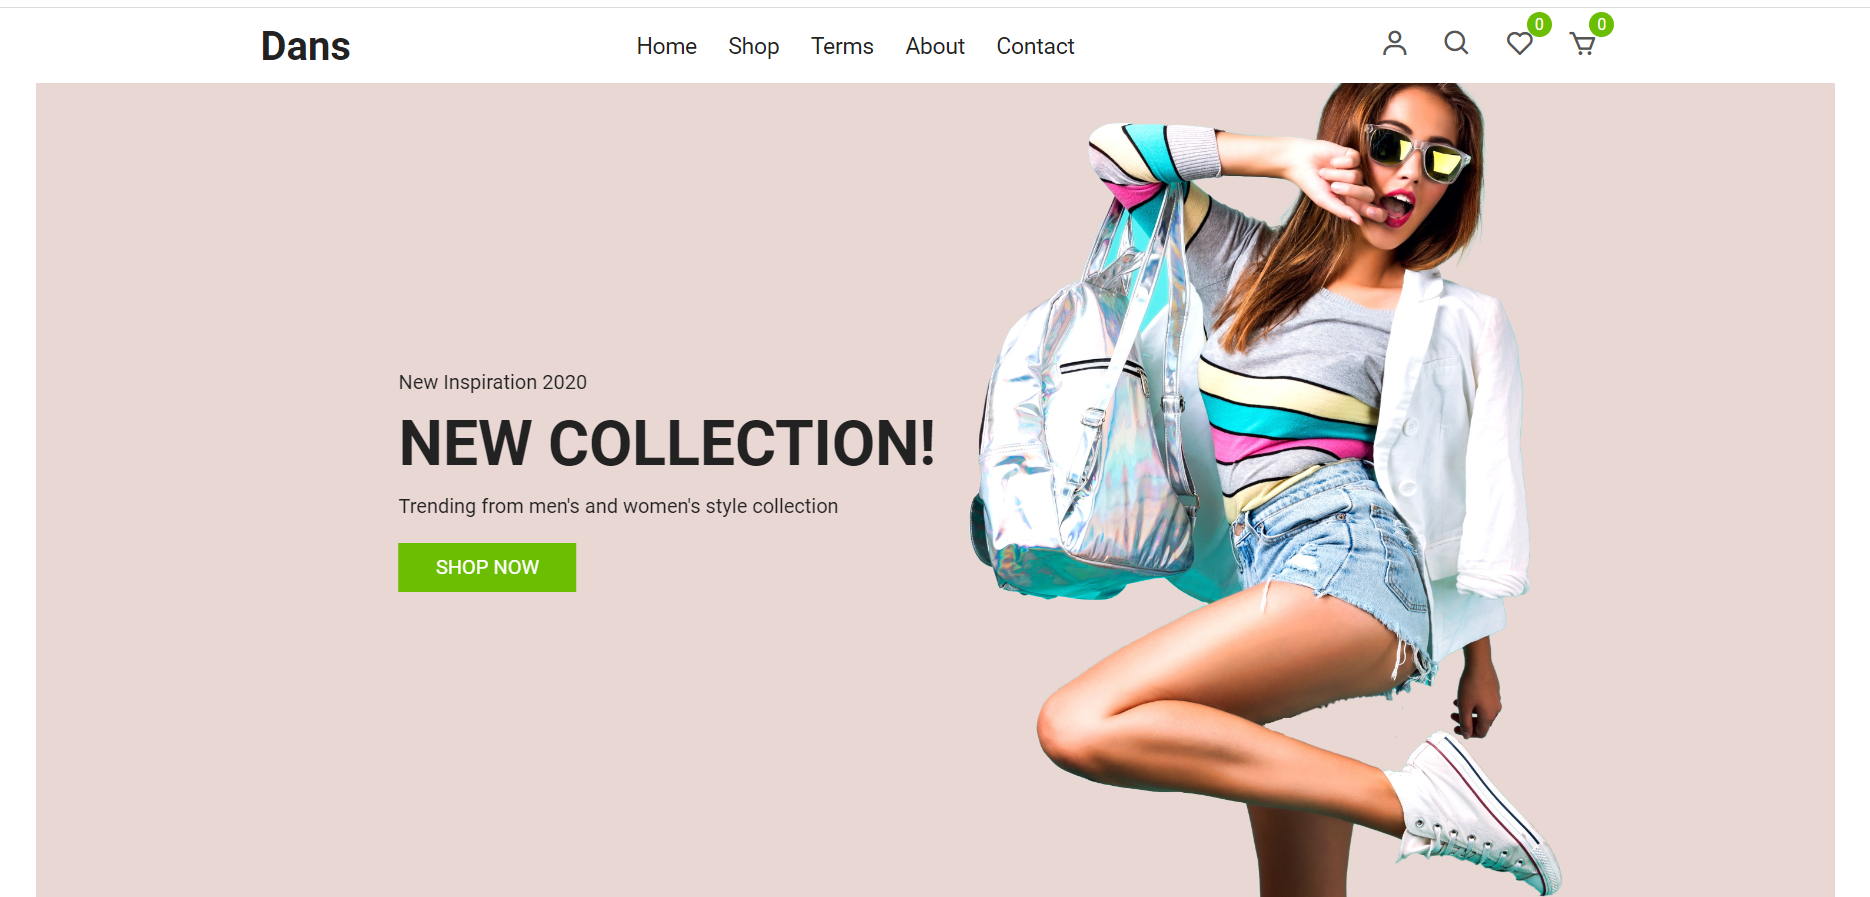 Dans
Home Shop Terms About Contact
0 0
New Inspiration 2020
NEW COLLECTION!
Trending from men's and women's style collection
SHOP NOW